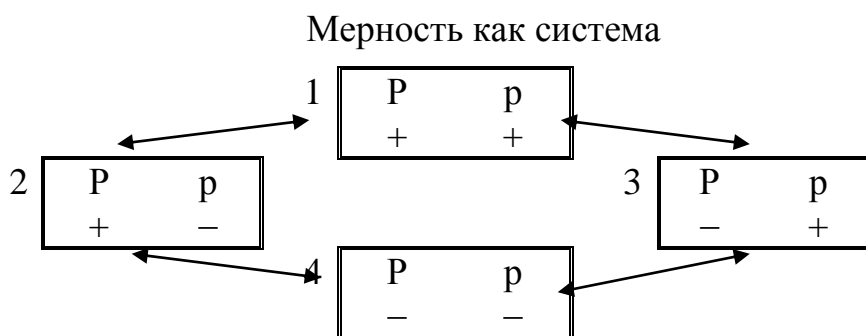 Мерность как система
1 P p
+ +
2 P p
+ −
3 P p
− +
4 P p
− −